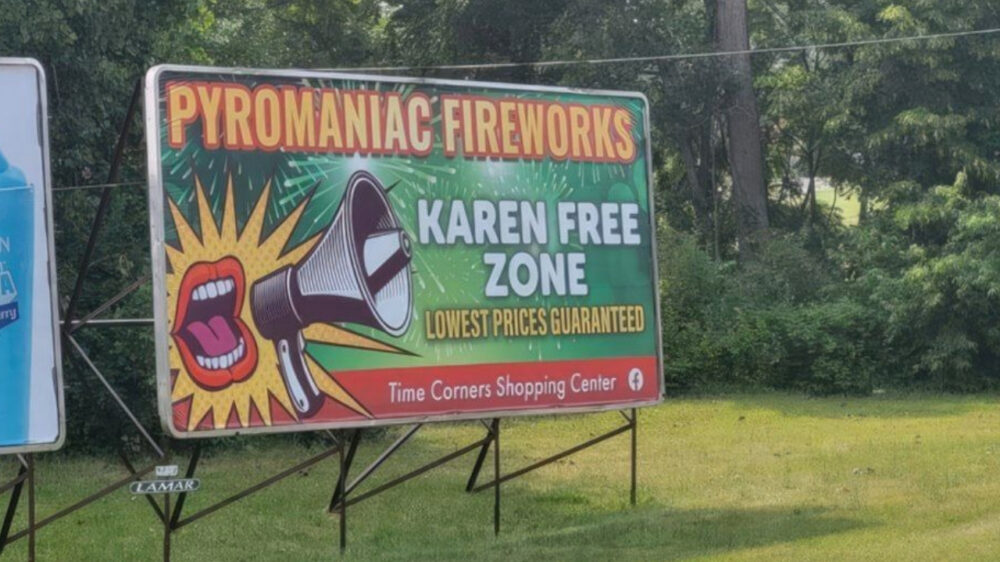 PYROMANIAC FIREWORKS
KAREN FREE
ZONE
LOWEST PRICES GUARANTEED
Time Corners Shopping Center f
LAMAR